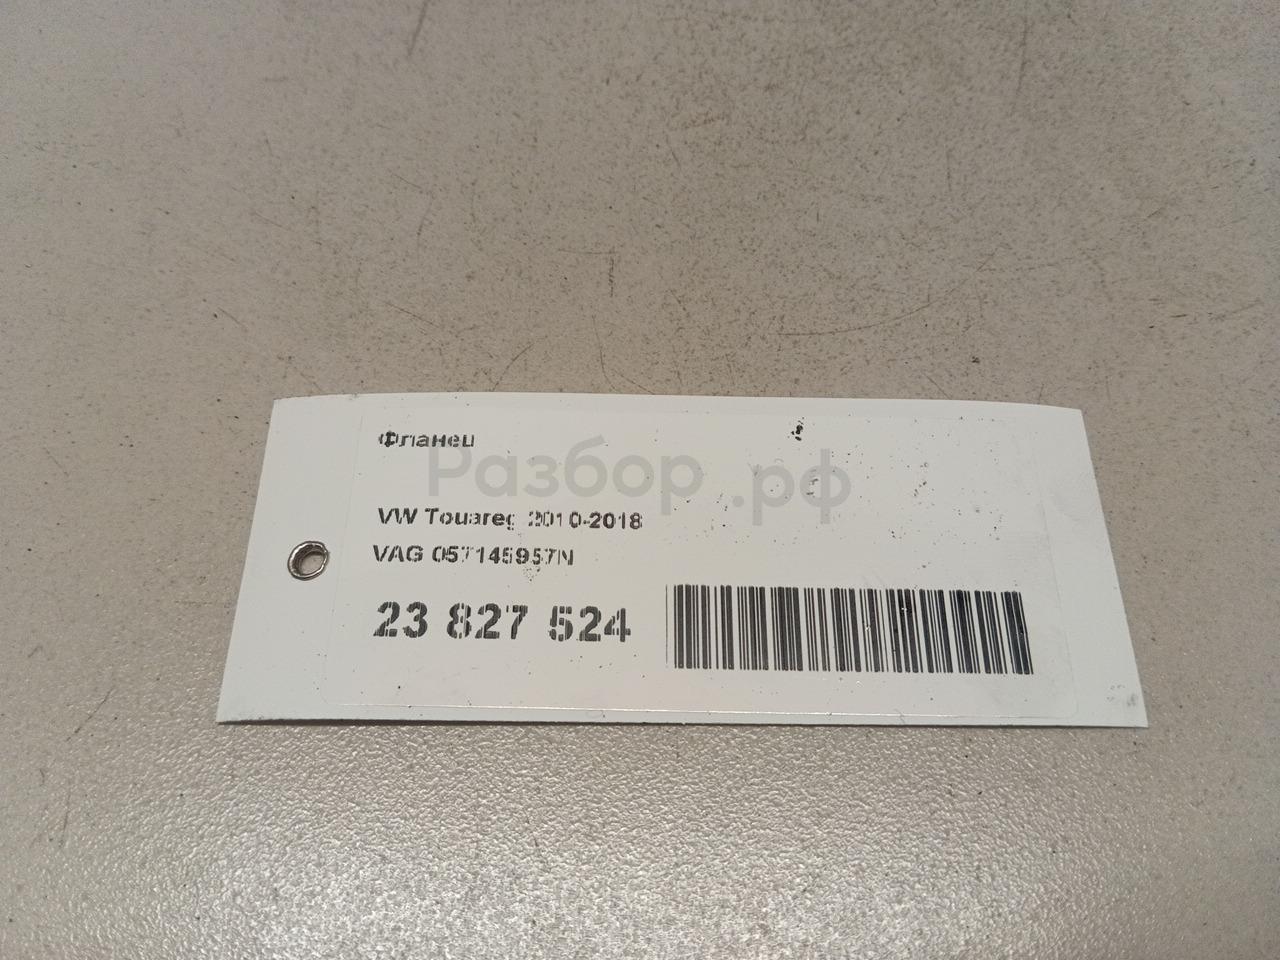 Фланец
Разбор.рф
VW Touareg 2010-2018
VAG 057145957N
23 827 524